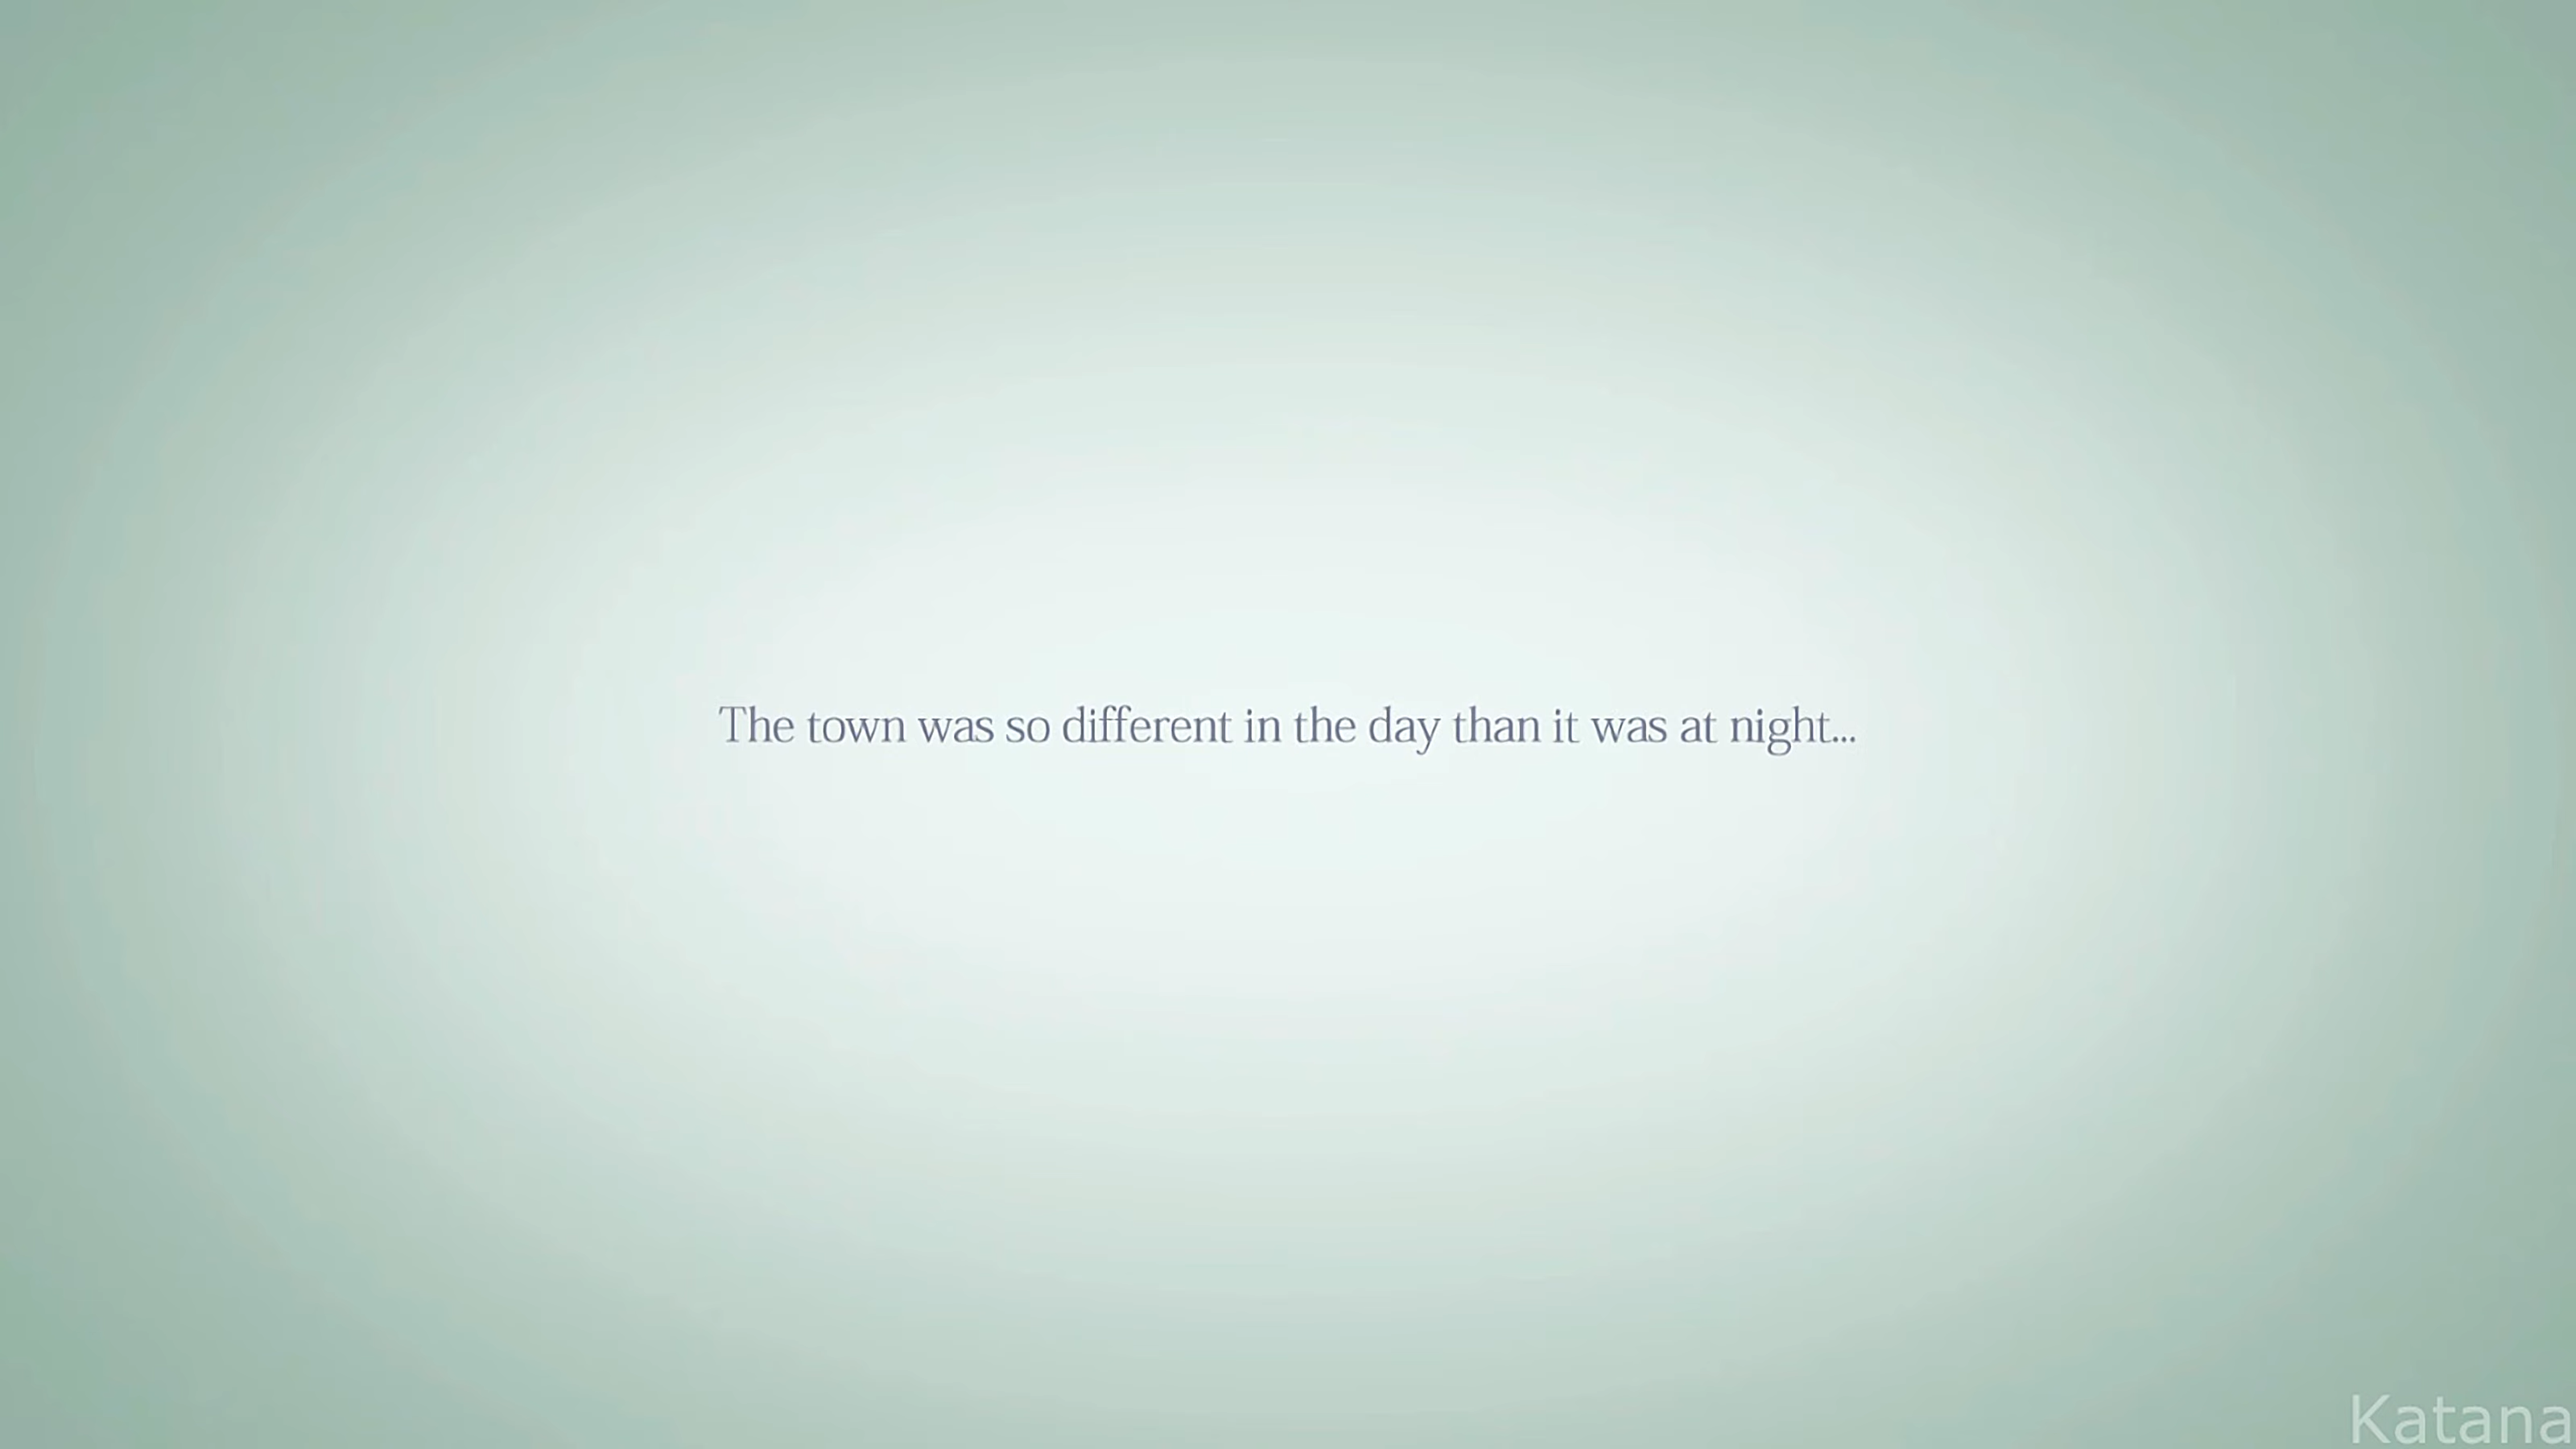 The town was so different in the day than it was at night...
Katana